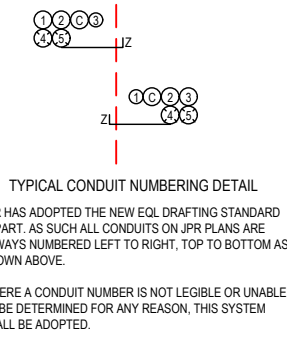 1 2 C 3
4 5
Z
1 C 2 3
Z 4 5
TYPICAL CONDUIT NUMBERING DETAIL
HAS ADOPTED THE NEW EQL DRAFTING STANDARD
PART. AS SUCH ALL CONDUITS ON JPR PLANS ARE
WAYS NUMBERED LEFT TO RIGHT, TOP TO BOTTOM AS
OWN ABOVE.
ERE A CONDUIT NUMBER IS NOT LEGIBLE OR UNABLE
BE DETERMINED FOR ANY REASON, THIS SYSTEM
ALL BE ADOPTED.